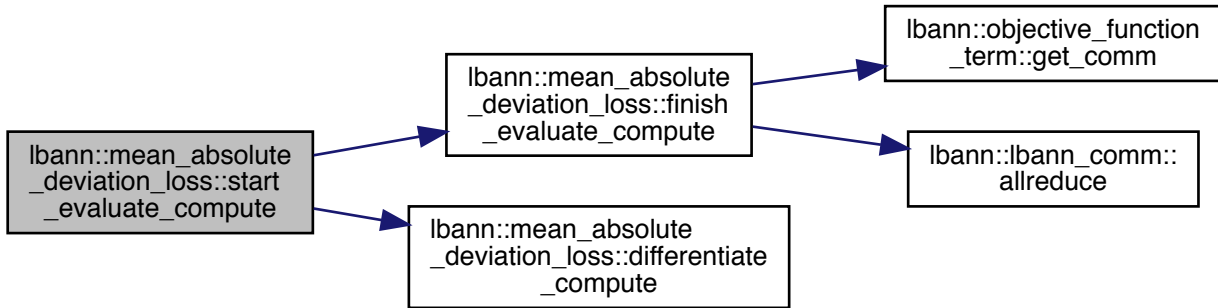 lbann::mean_absolute
_deviation_loss::start
_evaluate_compute
lbann::mean_absolute
_deviation_loss::finish
_evaluate_compute
lbann::objective_function
_term::get_comm
lbann::lbann_comm::
allreduce
lbann::mean_absolute
_deviation_loss::differentiate
_compute